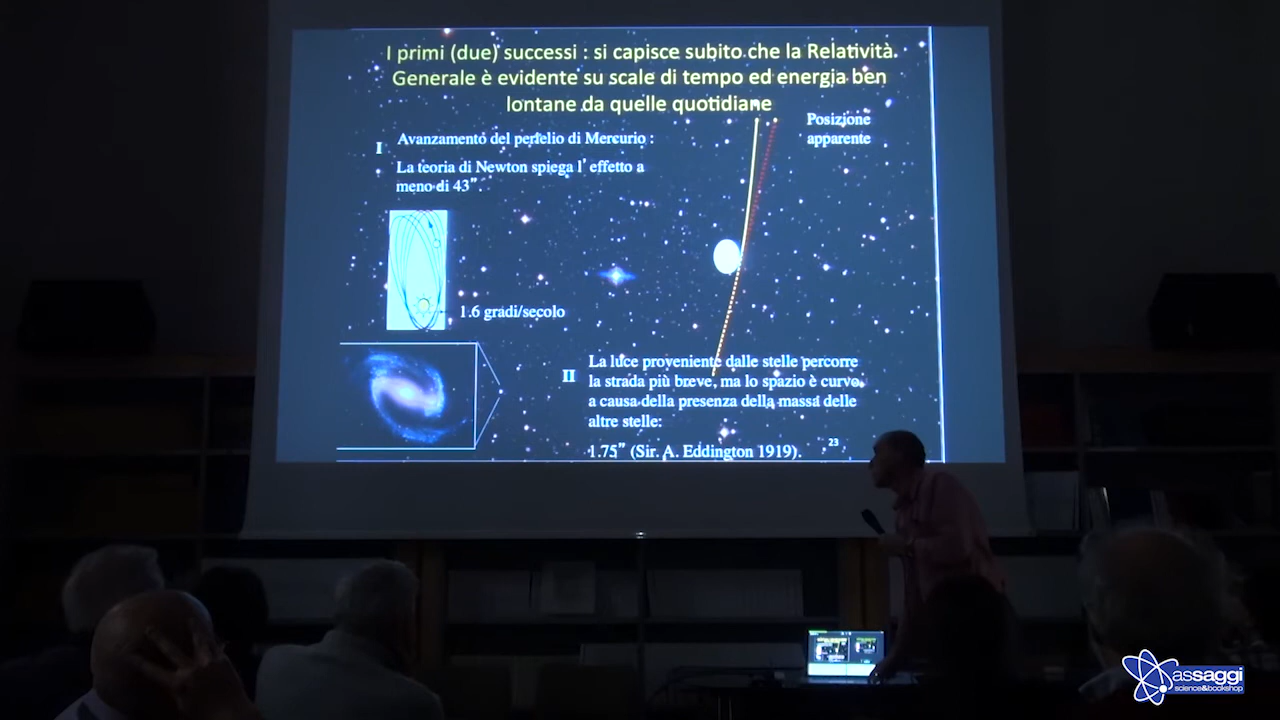 I primi (due) successi : si capisce subito che la Relatività
Generale è evidente su scale di tempo ed energia ben
lontane da quelle quotidiane
Posizione
apparente
I
Avanzamento del perielio di Mercurio :
La teoria di Newton spiega l’ effetto a
meno di 43”.
1.6 gradi/secolo
II
La luce proveniente dalle stelle percorre
la strada più breve, ma lo spazio è curvo,
a causa della presenza della massa delle
altre stelle:
1.75” (Sir. A. Eddington 1919).
23
assaggi
science&bookshop